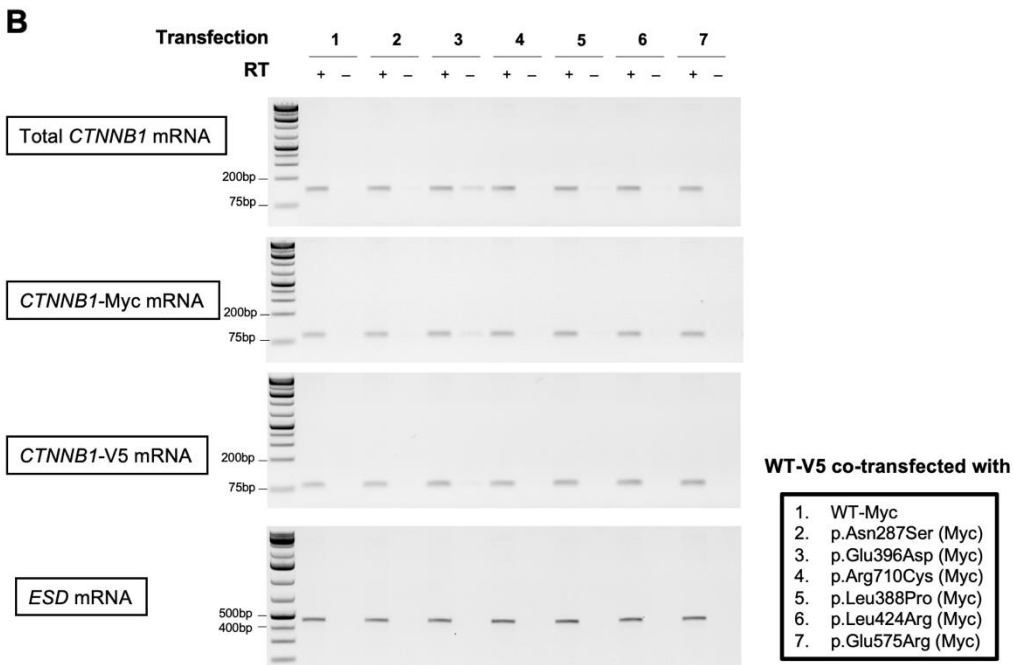 B
Transfection 1 2 3 4 5 6 7
RT + – + – + – + – + – + – + –
Total CTNNB1 mRNA
200bp
75bp
CTNNB1-Myc mRNA
200bp
75bp
CTNNB1-V5 mRNA
200bp
75bp
ESD mRNA
500bp
400bp
WT-V5 co-transfected with
1. WT-Myc
2. p.Asn287Ser (Myc)
3. p.Glu396Asp (Myc)
4. p.Arg710Cys (Myc)
5. p.Leu388Pro (Myc)
6. p.Leu424Arg (Myc)
7. p.Glu575Arg (Myc)